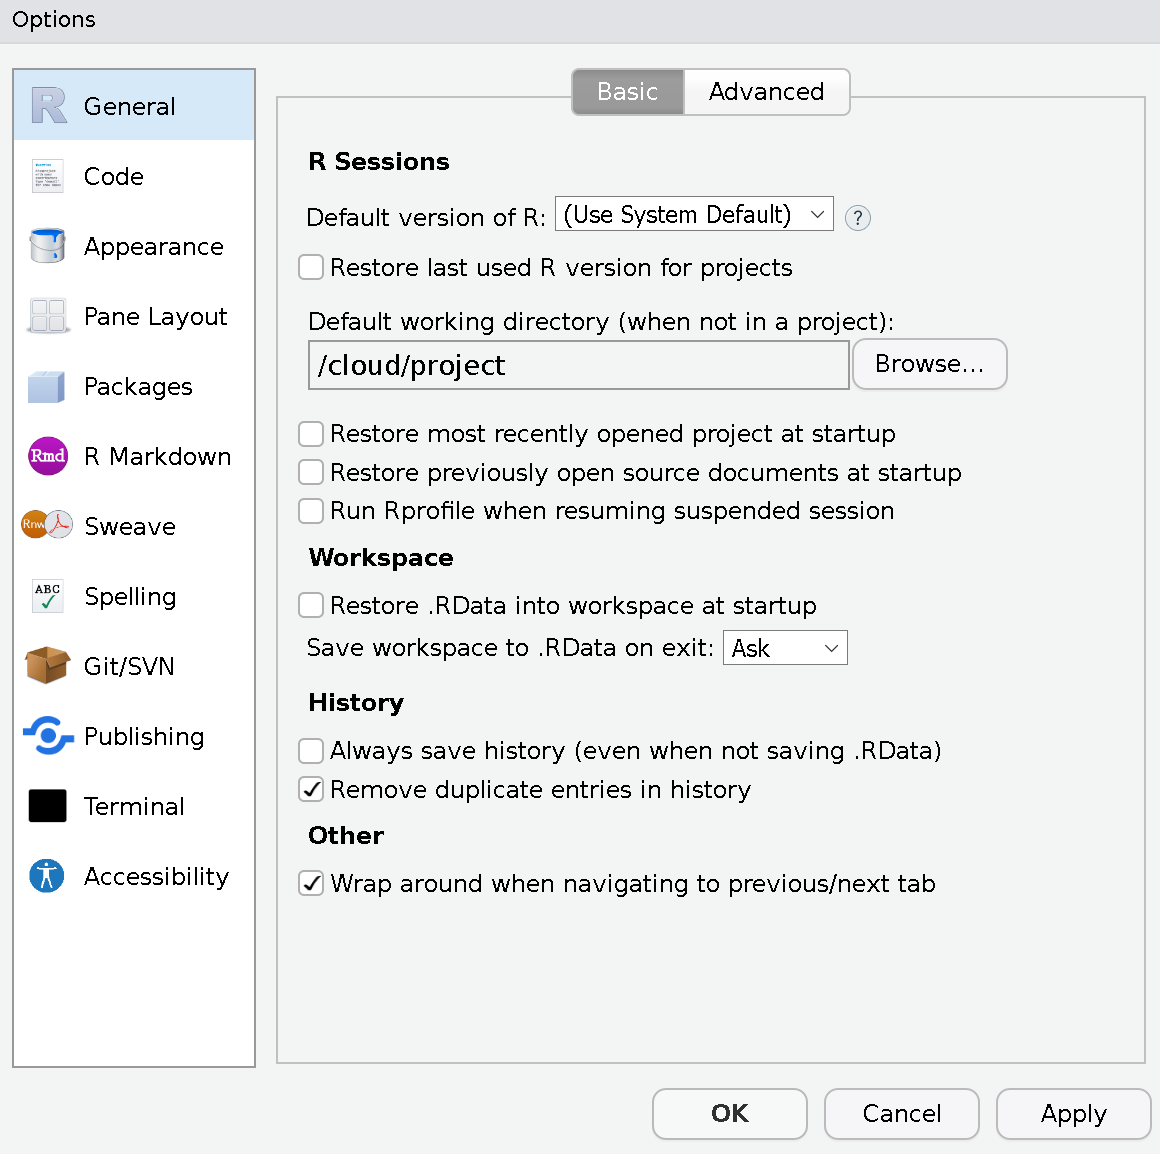 Options
General
Code
Appearance
Pane Layout
Packages
Rmd R Markdown
Rnw Sweave
ABC Spelling
Git/SVN
Publishing
Terminal
Accessibility
Basic Advanced
R Sessions
Default version of R: (Use System Default) ?
Restore last used R version for projects
Default working directory (when not in a project):
/cloud/project Browse...
Restore most recently opened project at startup
Restore previously open source documents at startup
Run Rprofile when resuming suspended session
Workspace
Restore .RData into workspace at startup
Save workspace to .RData on exit: Ask
History
Always save history (even when not saving .RData)
Remove duplicate entries in history
Other
Wrap around when navigating to previous/next tab
OK Cancel Apply